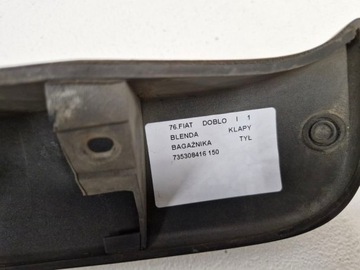 76.FIAT DOBLO I 1
BLENDA KLAPY
BAGAŻNIKA TYŁ
735308416 150